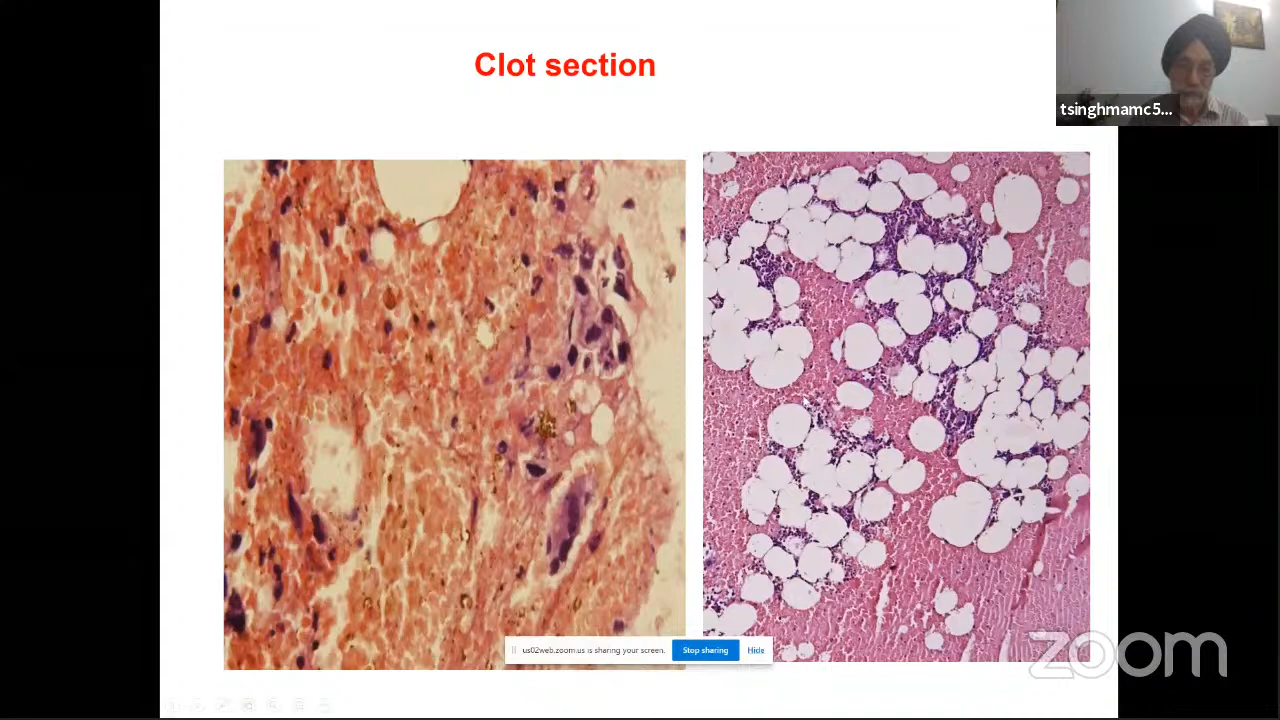 Clot section
tsinghmamc5...
us02web.zoom.us is sharing your screen.
Stop sharing
Hide
zoom